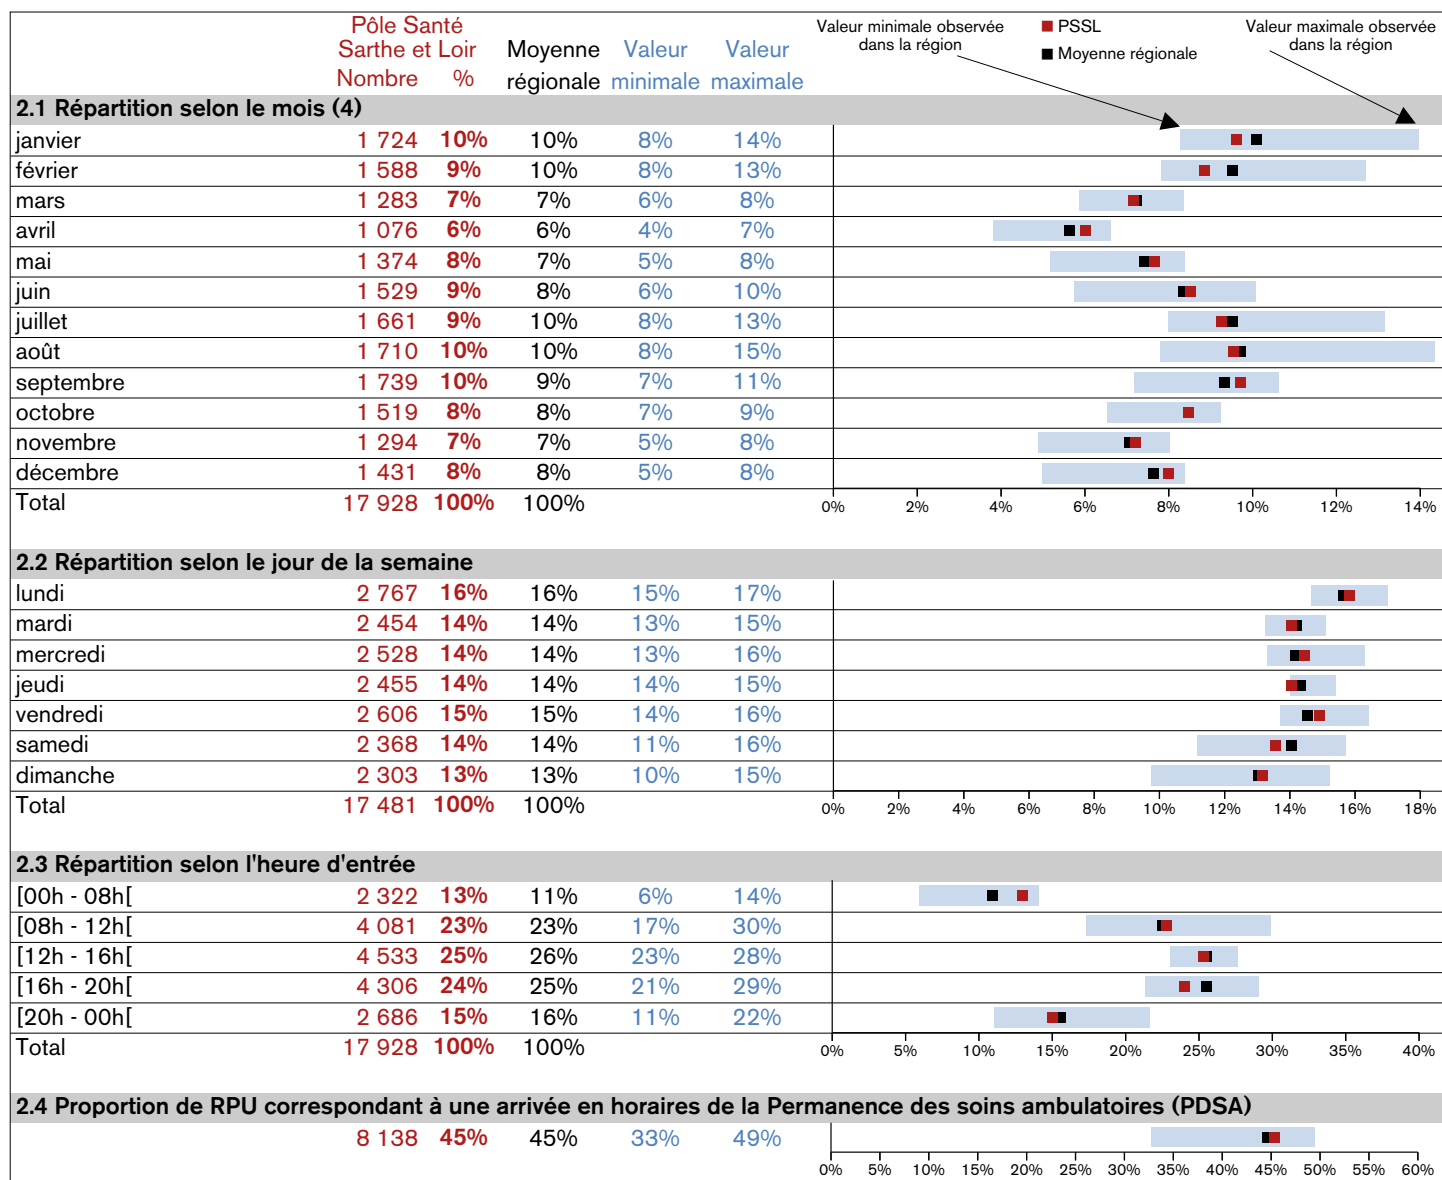 Pôle Santé
Sarthe et Loir
Moyenne
régionale
Valeur
minimale
Valeur
maximale
Nombre %
Valeur minimale observée
dans la région
PSSL
Moyenne régionale
Valeur maximale observée
dans la région
2.1 Répartition selon le mois (4)
janvier 1 724 10% 10% 8% 14%
février 1 588 9% 10% 8% 13%
mars 1 283 7% 7% 6% 8%
avril 1 076 6% 6% 4% 7%
mai 1 374 8% 7% 5% 8%
juin 1 529 9% 8% 6% 10%
juillet 1 661 9% 10% 8% 13%
août 1 710 10% 10% 8% 15%
septembre 1 739 10% 9% 7% 11%
octobre 1 519 8% 8% 7% 9%
novembre 1 294 7% 7% 5% 8%
décembre 1 431 8% 8% 5% 8%
Total 17 928 100% 100%
0% 2% 4% 6% 8% 10% 12% 14%
2.2 Répartition selon le jour de la semaine
lundi 2 767 16% 16% 15% 17%
mardi 2 454 14% 14% 13% 15%
mercredi 2 528 14% 14% 13% 16%
jeudi 2 455 14% 14% 14% 15%
vendredi 2 606 15% 15% 14% 16%
samedi 2 368 14% 14% 11% 16%
dimanche 2 303 13% 13% 10% 15%
Total 17 481 100% 100%
0% 2% 4% 6% 8% 10% 12% 14% 16% 18%
2.3 Répartition selon l'heure d'entrée
[00h - 08h[ 2 322 13% 11% 6% 14%
[08h - 12h[ 4 081 23% 23% 17% 30%
[12h - 16h[ 4 533 25% 26% 23% 28%
[16h - 20h[ 4 306 24% 25% 21% 29%
[20h - 00h[ 2 686 15% 16% 11% 22%
Total 17 928 100% 100%
0% 5% 10% 15% 20% 25% 30% 35% 40%
2.4 Proportion de RPU correspondant à une arrivée en horaires de la Permanence des soins ambulatoires (PDSA)
8 138 45% 45% 33% 49%
0% 5% 10% 15% 20% 25% 30% 35% 40% 45% 50% 55% 60%